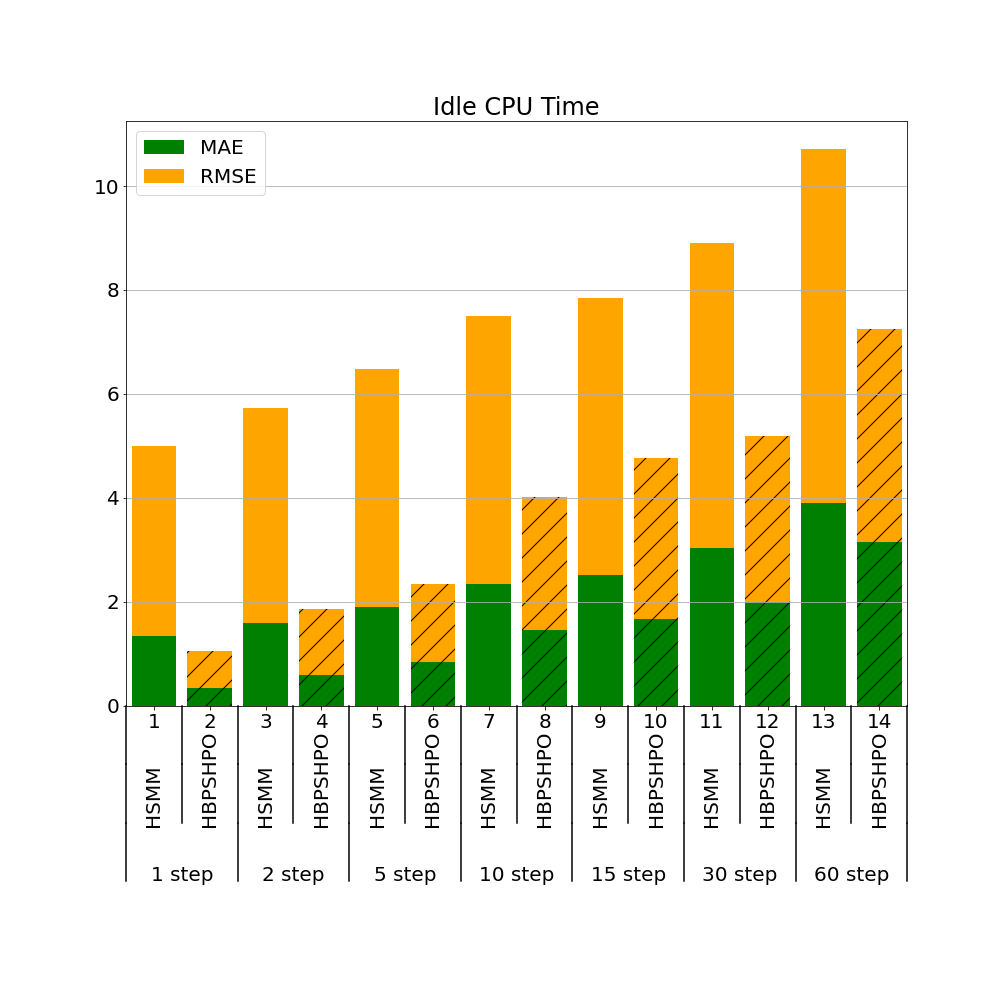 Idle CPU Time
MAE
RMSE
10
8
6
4
2
0
1 2 3 4 5 6 7 8 9 10 11 12 13 14
HSMM HBPSHPO HSMM HBPSHPO HSMM HBPSHPO HSMM HBPSHPO HSMM HBPSHPO HSMM HBPSHPO HSMM HBPSHPO
1 step 2 step 5 step 10 step 15 step 30 step 60 step